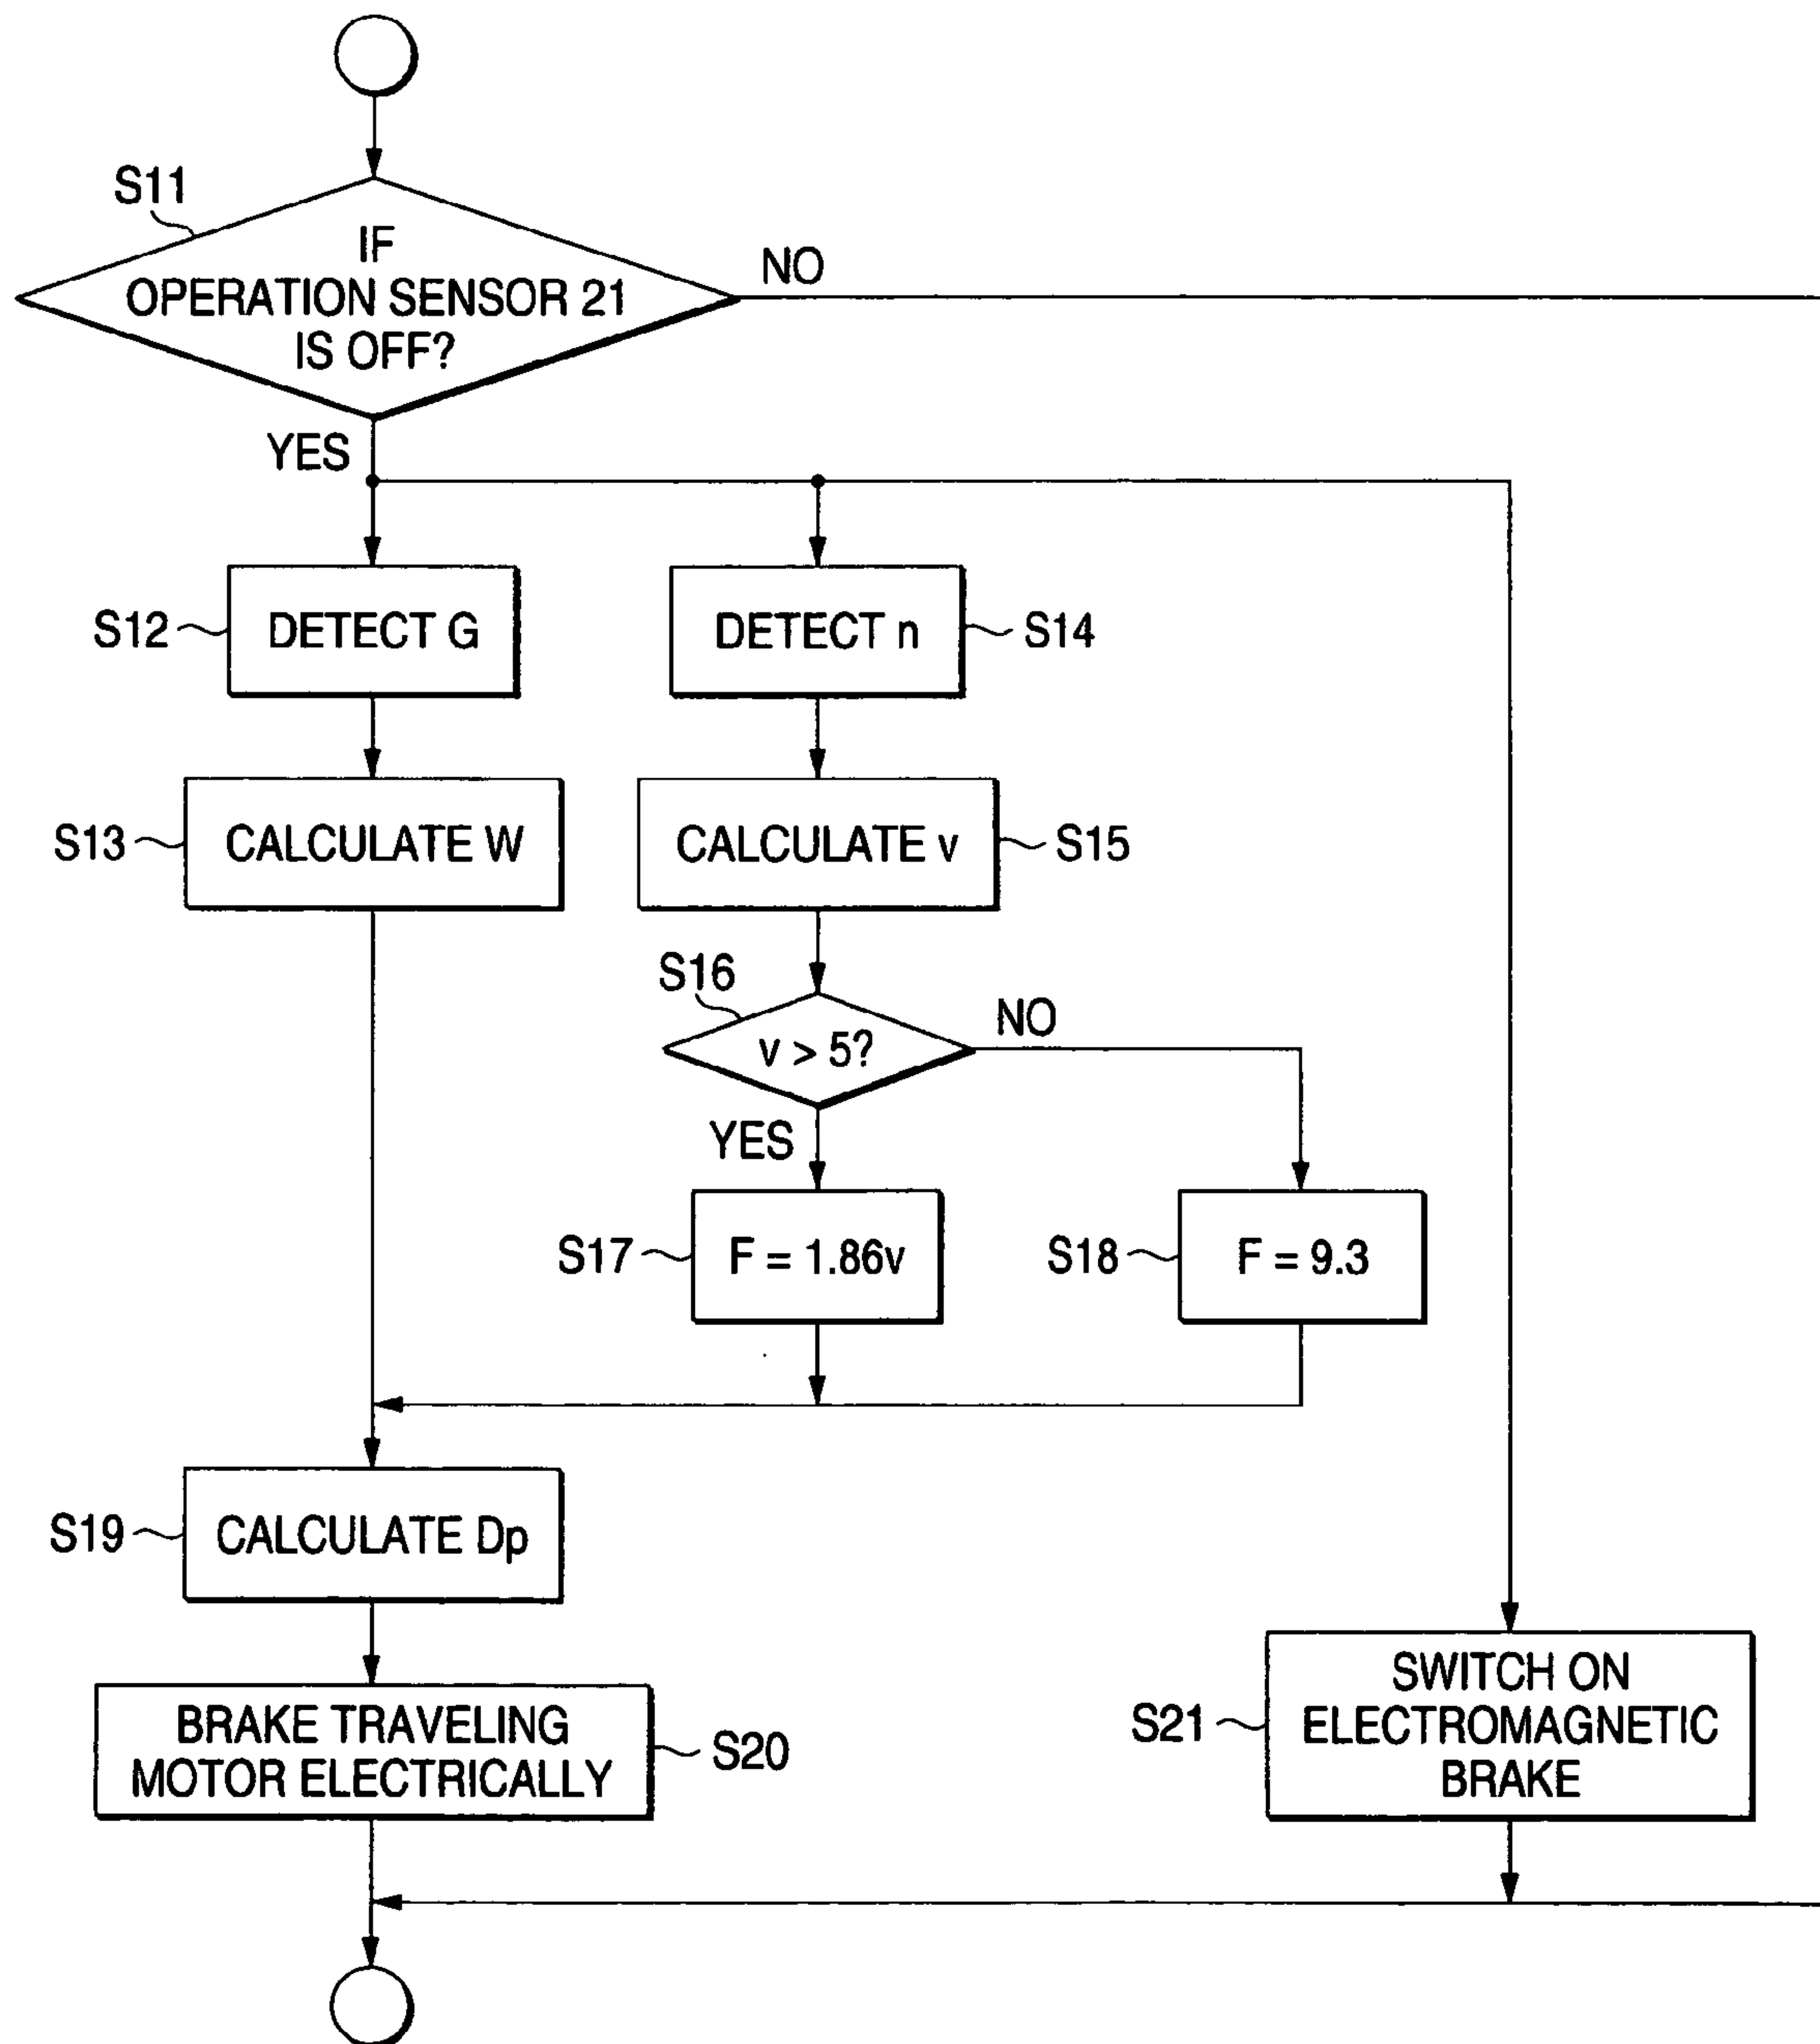 S11
IF
OPERATION SENSOR 21
IS OFF?
NO
YES
S12
DETECT G
DETECT n
S14
S13
CALCULATE W
CALCULATE v
S15
S16
v > 5?
NO
YES
S17
F = 1.86v
S18
F = 9.3
S19
CALCULATE Dp
BRAKE TRAVELING
MOTOR ELECTRICALLY
S20
S21
SWITCH ON
ELECTROMAGNETIC
BRAKE